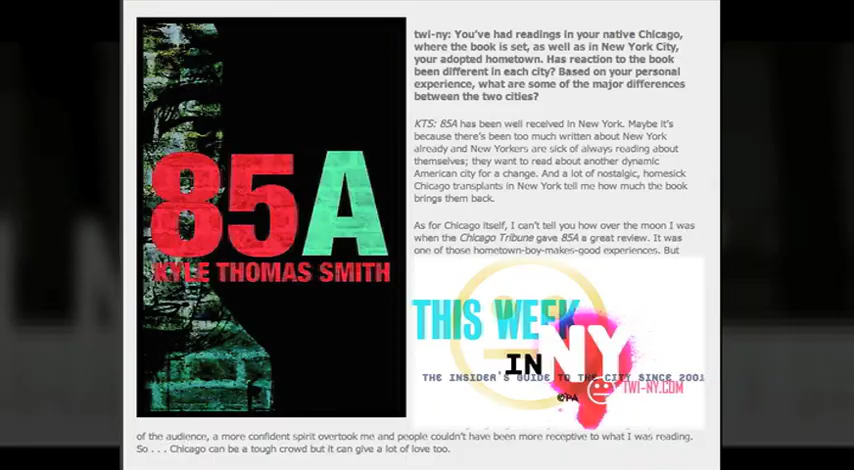 85A
KYLE THOMAS SMITH
twi-ny: You've had readings in your native Chicago,
where the book is set, as well as in New York City,
your adopted hometown. Has reaction to the book
been different in each city? Based on your personal
experience, what are some of the major differences
between the two cities?
KTS: 85A has been well received in New York. Maybe it's
because there's been too much written about New York
already and New Yorkers are sick of always reading about
themselves; they want to read about another dynamic
American city for a change. And a lot of nostalgic, homesick
Chicago transplants in New York tell me how much the book
brings them back.
As for Chicago itself, I can't tell you how over the moon I was
when the Chicago Tribune gave 85A a great review. It was
one of those hometown-boy-makes-good experiences. But
THIS WEEK
IN NY
THE INSIDER'S GUIDE TO THE CITY SINCE 2001
TWI-NY.COM
©PA
of the audience, a more confident spirit overtook me and people couldn't have been more receptive to what I was reading.
So . . . Chicago can be a tough crowd but it can give a lot of love too.